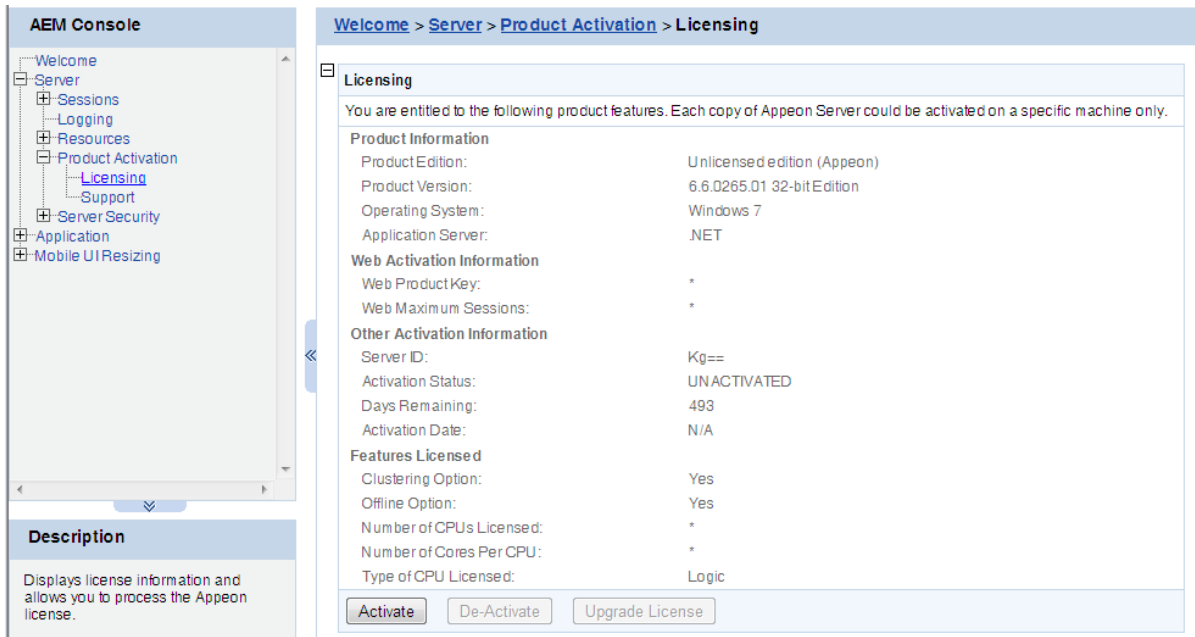 AEM Console
Welcome
Server
Sessions
Logging
Resources
Product Activation
Licensing
Support
Server Security
Application
Mobile UI Resizing
Description
Displays license information and
allows you to process the Appeon
license.
Welcome > Server > Product Activation > Licensing
Licensing
You are entitled to the following product features. Each copy of Appeon Server could be activated on a specific machine only.
Product Information
Product Edition: Unlicensed edition (Appeon)
Product Version: 6.6.0265.01 32-bit Edition
Operating System: Windows 7
Application Server: .NET
Web Activation Information
Web Product Key: *
Web Maximum Sessions: *
Other Activation Information
Server ID: Kg==
Activation Status: UNACTIVATED
Days Remaining: 493
Activation Date: N/A
Features Licensed
Clustering Option: Yes
Offline Option: Yes
Number of CPUs Licensed: *
Number of Cores Per CPU: *
Type of CPU Licensed: Logic
Activate De-Activate Upgrade License